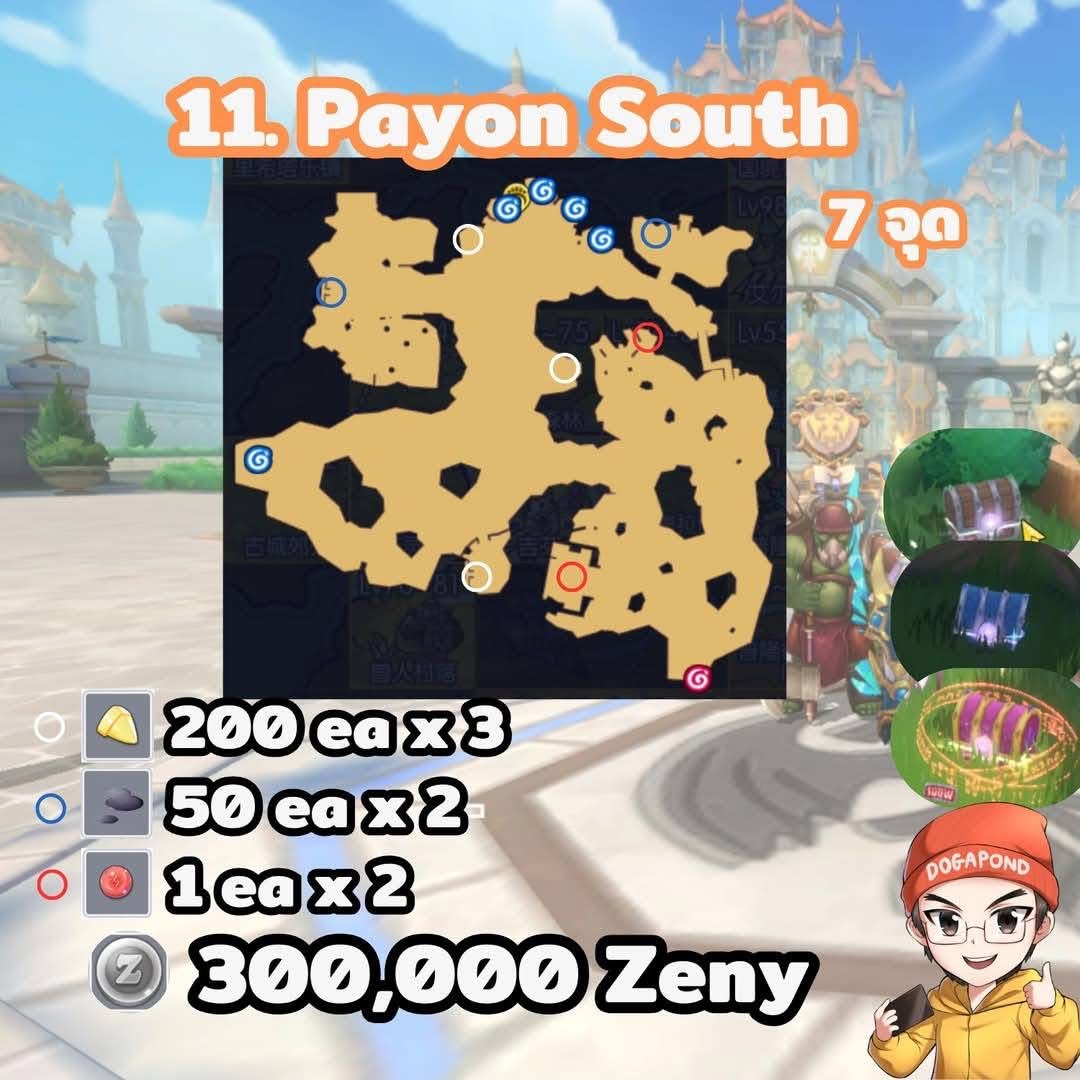 11. Payon South
7 จุด
200 ea x 3
50 ea x 2
1 ea x 2
300,000 Zeny
DOGAPOND